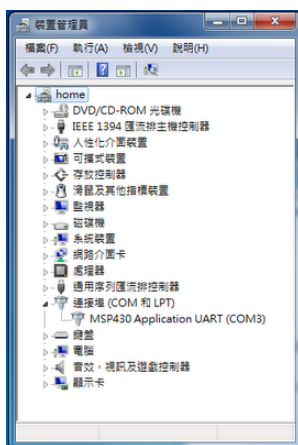 裝置管理員
檔案(F) 執行(A) 檢視(V) 說明(H)
home
DVD/CD-ROM 光碟機
IEEE 1394 匯流排主機控制器
人性化介面裝置
可攜式裝置
存放控制器
滑鼠及其他指標裝置
監視器
磁碟機
系統裝置
網路介面卡
處理器
通用序列匯流排控制器
連接埠 (COM 和 LPT)
MSP430 Application UART (COM3)
鍵盤
電腦
音效，視訊及遊戲控制器
顯示卡